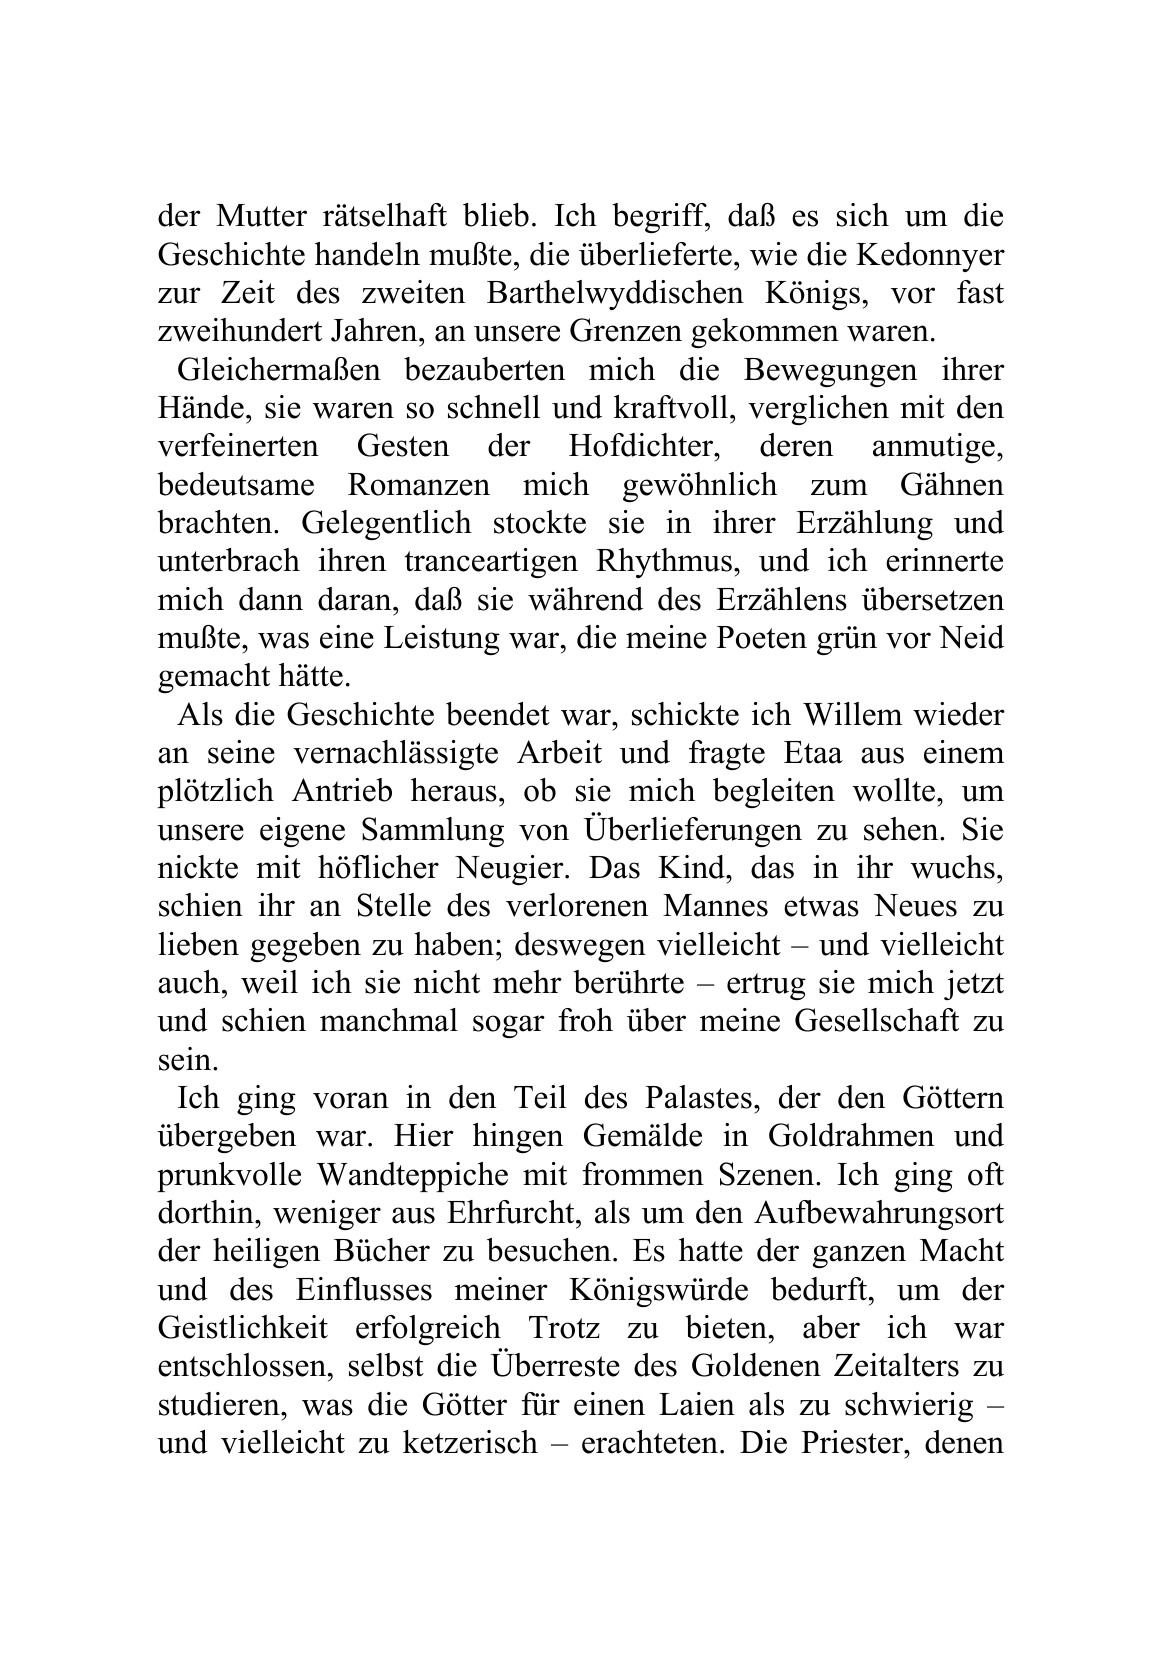 der Mutter rätselhaft blieb. Ich begriff, daß es sich um die
Geschichte handeln mußte, die überlieferte, wie die Kedonnyer
zur Zeit des zweiten Barthelwyddischen Königs, vor fast
zweihundert Jahren, an unsere Grenzen gekommen waren.
Gleichermaßen bezauberten mich die Bewegungen ihrer
Hände, sie waren so schnell und kraftvoll, verglichen mit den
verfeinerten Gesten der Hofdichter, deren anmutige,
bedeutsame Romanzen mich gewöhnlich zum Gähnen
brachten. Gelegentlich stockte sie in ihrer Erzählung und
unterbrach ihren tranceartigen Rhythmus, und ich erinnerte
mich dann daran, daß sie während des Erzählens übersetzen
mußte, was eine Leistung war, die meine Poeten grün vor Neid
gemacht hätte.
Als die Geschichte beendet war, schickte ich Willem wieder
an seine vernachlässigte Arbeit und fragte Etaa aus einem
plötzlich Antrieb heraus, ob sie mich begleiten wollte, um
unsere eigene Sammlung von Überlieferungen zu sehen. Sie
nickte mit höflicher Neugier. Das Kind, das in ihr wuchs,
schien ihr an Stelle des verlorenen Mannes etwas Neues zu
lieben gegeben zu haben; deswegen vielleicht – und vielleicht
auch, weil ich sie nicht mehr berührte – ertrug sie mich jetzt
und schien manchmal sogar froh über meine Gesellschaft zu
sein.
Ich ging voran in den Teil des Palastes, der den Göttern
übergeben war. Hier hingen Gemälde in Goldrahmen und
prunkvolle Wandteppiche mit frommen Szenen. Ich ging oft
dorthin, weniger aus Ehrfurcht, als um den Aufbewahrungsort
der heiligen Bücher zu besuchen. Es hatte der ganzen Macht
und des Einflusses meiner Königswürde bedurft, um der
Geistlichkeit erfolgreich Trotz zu bieten, aber ich war
entschlossen, selbst die Überreste des Goldenen Zeitalters zu
studieren, was die Götter für einen Laien als zu schwierig –
und vielleicht zu ketzerisch – erachteten. Die Priester, denen